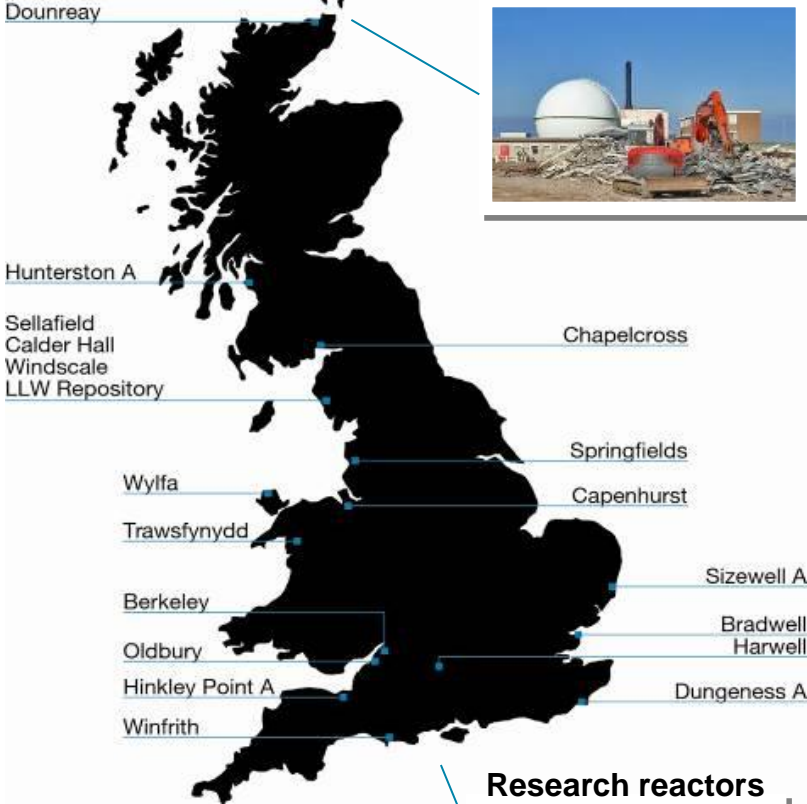 Dounreay
Hunterston A
Sellafield
Calder Hall
Windscale
LLW Repository
Chapelcross
Springfields
Wylfa
Capenhurst
Trawsfynydd
Sizewell A
Berkeley
Bradwell
Oldbury
Harwell
Hinkley Point A
Dungeness A
Winfrith
Research reactors